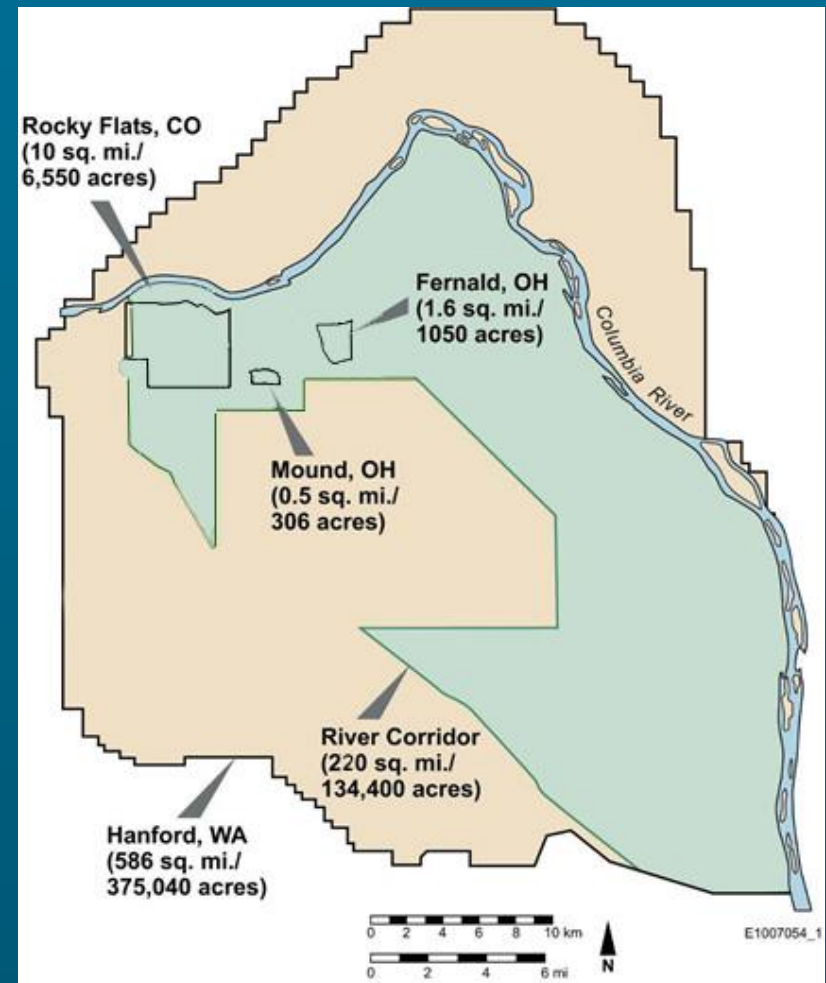 Rocky Flats, CO
(10 sq. mi./
6,550 acres)
Fernald, OH
(1.6 sq. mi./
1050 acres)
Columbia River
Mound, OH
(0.5 sq. mi./
306 acres)
River Corridor
(220 sq. mi./
134,400 acres)
Hanford, WA
(586 sq. mi./
375,040 acres)
0 2 4 6 8 10 km
0 2 4 6 mi
N
E1007054_1